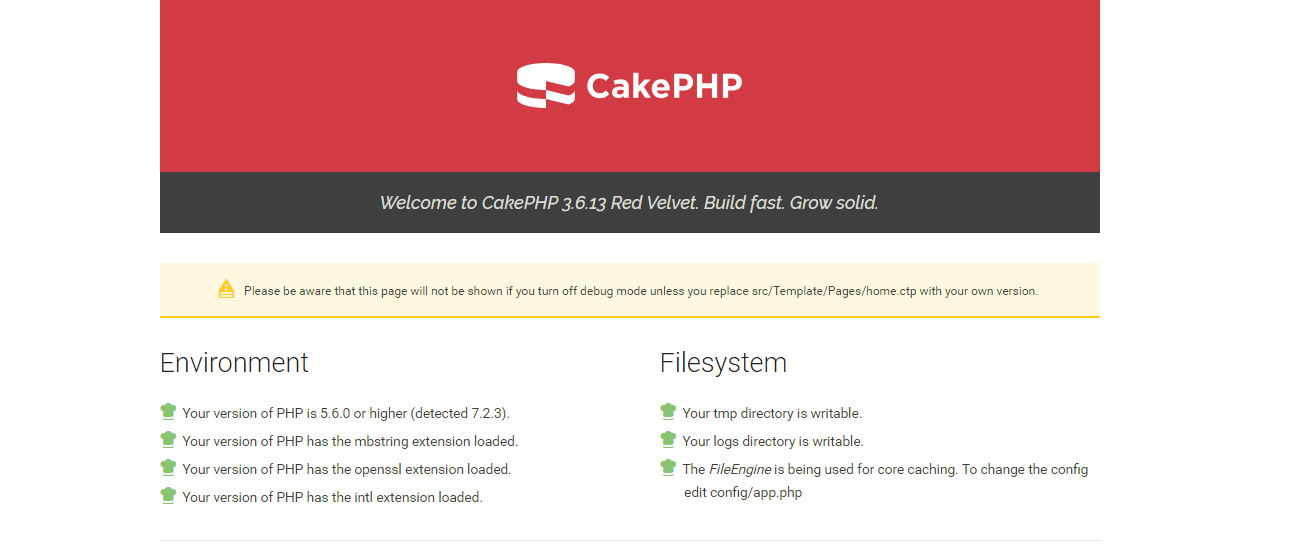 CakePHP
Welcome to CakePHP 3.6.13 Red Velvet. Build fast. Grow solid.
Please be aware that this page will not be shown if you turn off debug mode unless you replace src/Template/Pages/home.ctp with your own version.
Environment
Your version of PHP is 5.6.0 or higher (detected 7.2.3).
Your version of PHP has the mbstring extension loaded.
Your version of PHP has the openssl extension loaded.
Your version of PHP has the intl extension loaded.
Filesystem
Your tmp directory is writable.
Your logs directory is writable.
The FileEngine is being used for core caching. To change the config
edit config/app.php